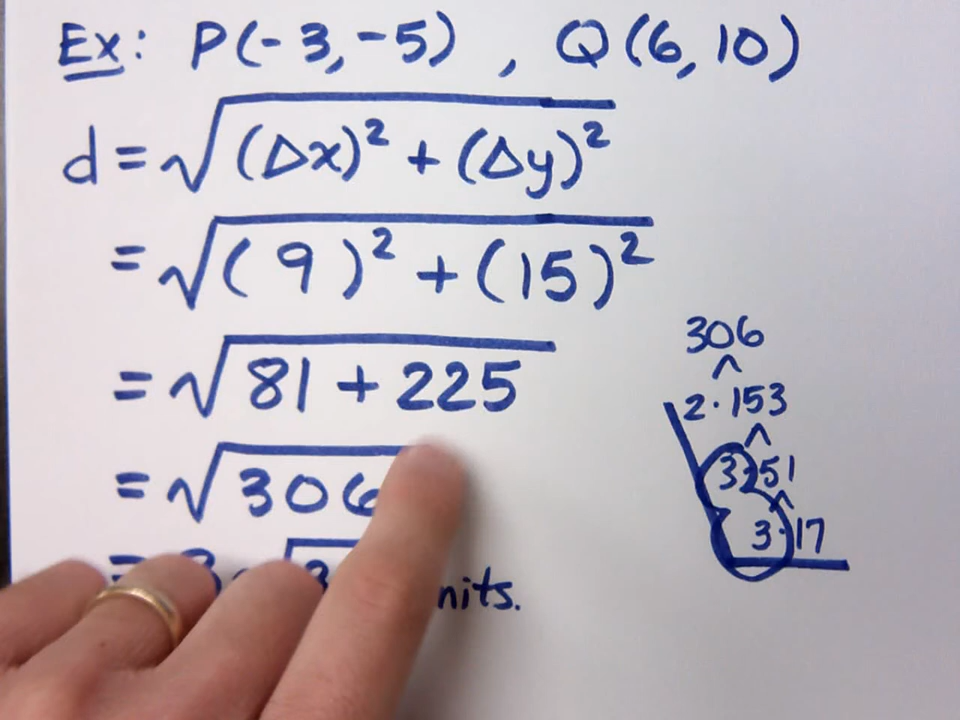 Ex: P(-3,-5) , Q(6,10)
d = √(Δx)² + (Δy)²
= √(9)² + (15)²
= √81 + 225
= √306
306
2·153
3·51
3·17
= 3 nits.